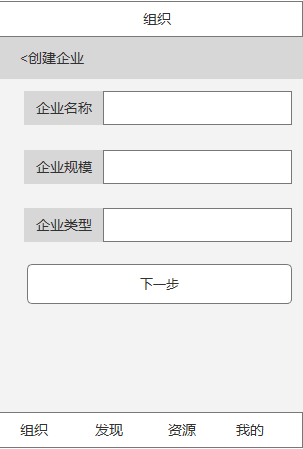 组织
<创建企业
企业名称
企业规模
企业类型
下一步
组织 发现 资源 我的